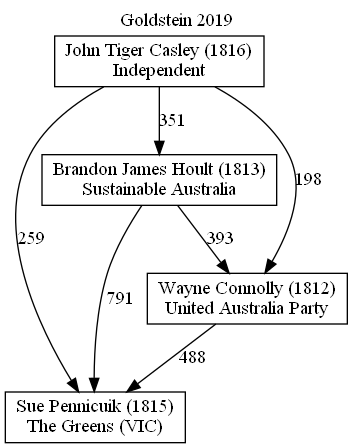 Goldstein 2019
John Tiger Casley (1816)
Independent
351
Brandon James Hoult (1813)
Sustainable Australia
198
259
393
Wayne Connolly (1812)
United Australia Party
791
488
Sue Pennicuik (1815)
The Greens (VIC)